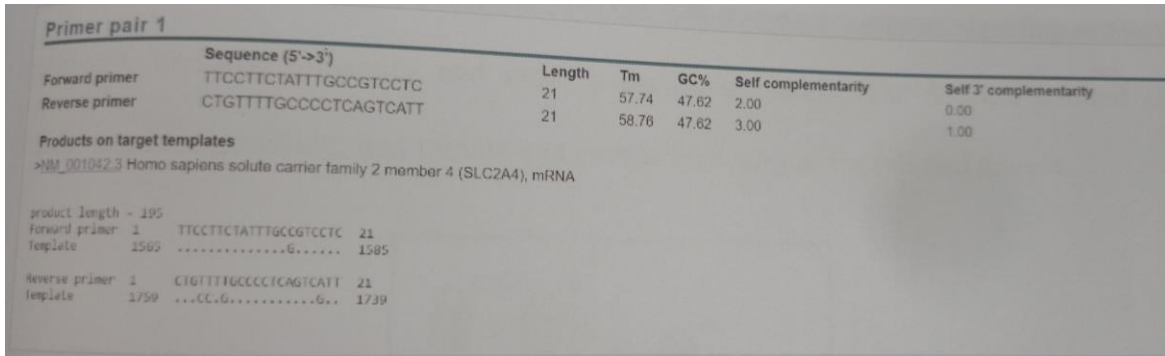 Primer pair 1
Sequence (5'->3') Length Tm GC% Self complementarity Self 3' complementarity
Forward primer TTCCTTCTATTTGCCGTCCTC 21 57.74 47.62 2.00 0.00
Reverse primer CTGTTTTGCCCCTCAGTCATT 21 58.76 47.62 3.00 1.00
Products on target templates
>NM_001042.3 Homo sapiens solute carrier family 2 member 4 (SLC2A4), mRNA
product length = 195
Forward primer 1 TTCCTTCTATTTGCCGTCCTC 21
Template 1565 ..............G...... 1585
Reverse primer 1 CTGTTTTGCCCCTCAGTCATT 21
Template 1759 ...CC.G...........G.. 1739